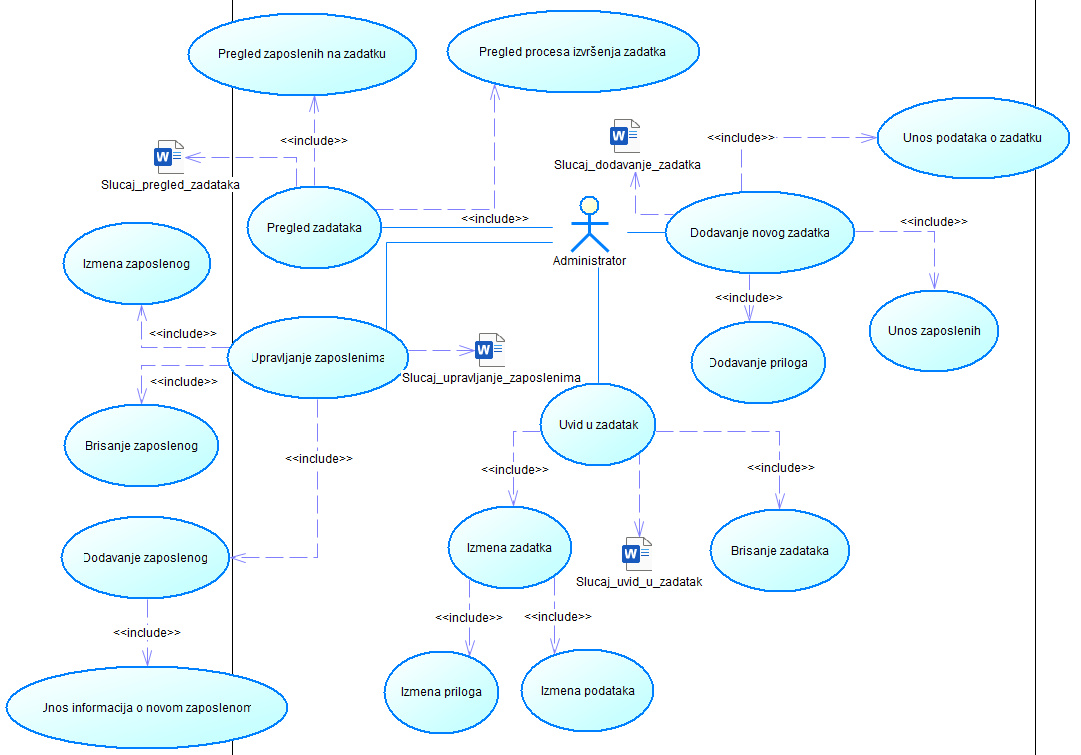 Pregled zaposlenih na zadatku
Pregled procesa izvršenja zadatka
<<include>>
<<include>>
Unos podataka o zadatku
Slucaj_pregled_zadataka
Slucaj_dodavanje_zadatka
Pregled zadataka
<<include>>
Administrator
Dodavanje novog zadatka
<<include>>
Izmena zaposlenog
<<include>>
Unos zaposlenih
<<include>>
Upravljanje zaposlenima
Slucaj_upravljanje_zaposlenima
Dodavanje priloga
<<include>>
Brisanje zaposlenog
Uvid u zadatak
<<include>>
<<include>>
<<include>>
Dodavanje zaposlenog
Izmena zadatka
Slucaj_uvid_u_zadatak
Brisanje zadataka
<<include>>
<<include>>
<<include>>
Unos informacija o novom zaposlenom
Izmena priloga
Izmena podataka